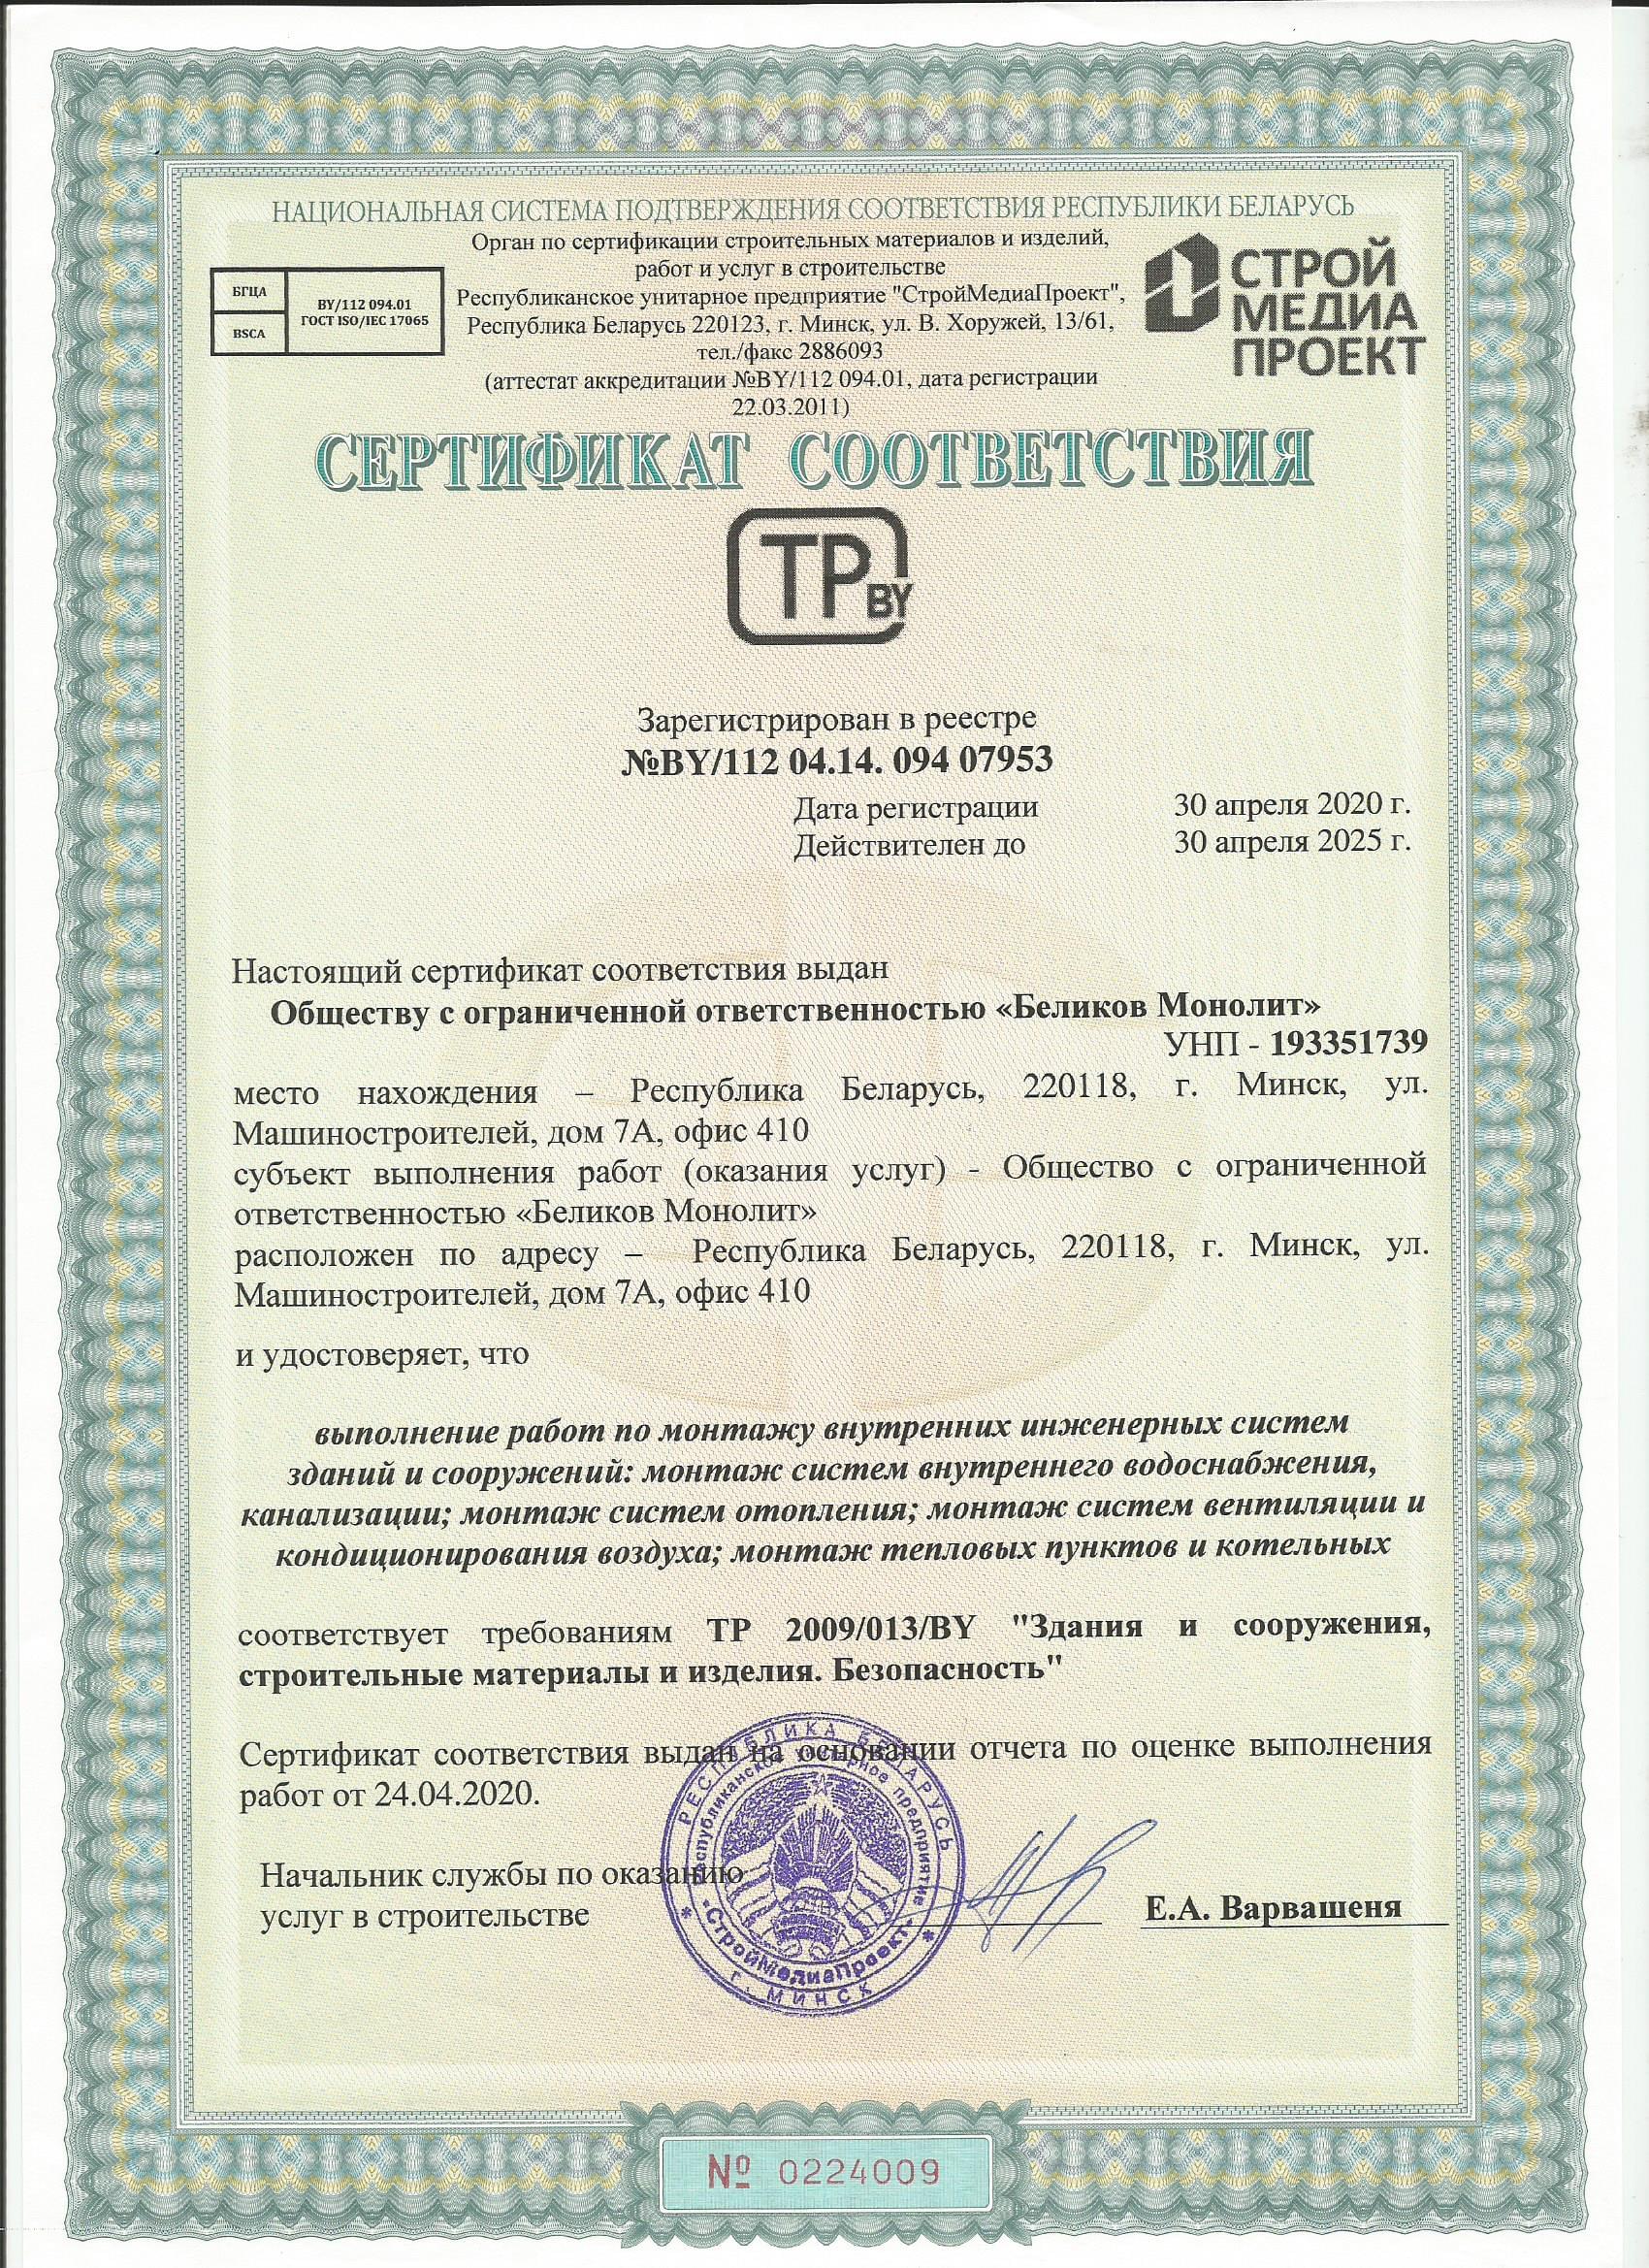 НАЦИОНАЛЬНАЯ СИСТЕМА ПОДТВЕРЖДЕНИЯ СООТВЕТСТВИЯ РЕСПУБЛИКИ БЕЛАРУСЬ
БГЦА
BSCA
BY/112 094.01
ГОСТ ISO/IEC 17065
Орган по сертификации строительных материалов и изделий,
работ и услуг в строительстве
Республиканское унитарное предприятие "СтройМедиаПроект",
Республика Беларусь 220123, г. Минск, ул. В. Хоружей, 13/61,
тел./факс 2886093
(аттестат аккредитации №BY/112 094.01, дата регистрации
22.03.2011)
СТРОЙ
МЕДИА
ПРОЕКТ
СЕРТИФИКАТ СООТВЕТСТВИЯ
ТР BY
Зарегистрирован в реестре
№BY/112 04.14. 094 07953
Дата регистрации 30 апреля 2020 г.
Действителен до 30 апреля 2025 г.
Настоящий сертификат соответствия выдан
Обществу с ограниченной ответственностью «Беликов Монолит»
УНП - 193351739
место нахождения – Республика Беларусь, 220118, г. Минск, ул.
Машиностроителей, дом 7А, офис 410
субъект выполнения работ (оказания услуг) - Общество с ограниченной
ответственностью «Беликов Монолит»
расположен по адресу – Республика Беларусь, 220118, г. Минск, ул.
Машиностроителей, дом 7А, офис 410
и удостоверяет, что
выполнение работ по монтажу внутренних инженерных систем
зданий и сооружений: монтаж систем внутреннего водоснабжения,
канализации; монтаж систем отопления; монтаж систем вентиляции и
кондиционирования воздуха; монтаж тепловых пунктов и котельных
соответствует требованиям ТР 2009/013/BY "Здания и сооружения,
строительные материалы и изделия. Безопасность"
Сертификат соответствия выдан на основании отчета по оценке выполнения
работ от 24.04.2020.
Начальник службы по оказанию
услуг в строительстве
Е.А. Варвашеня
РЕСПУБЛИКА БЕЛАРУСЬ
Республиканское унитарное предприятие
"СтройМедиаПроект"
г. МИНСК
№ 0224009